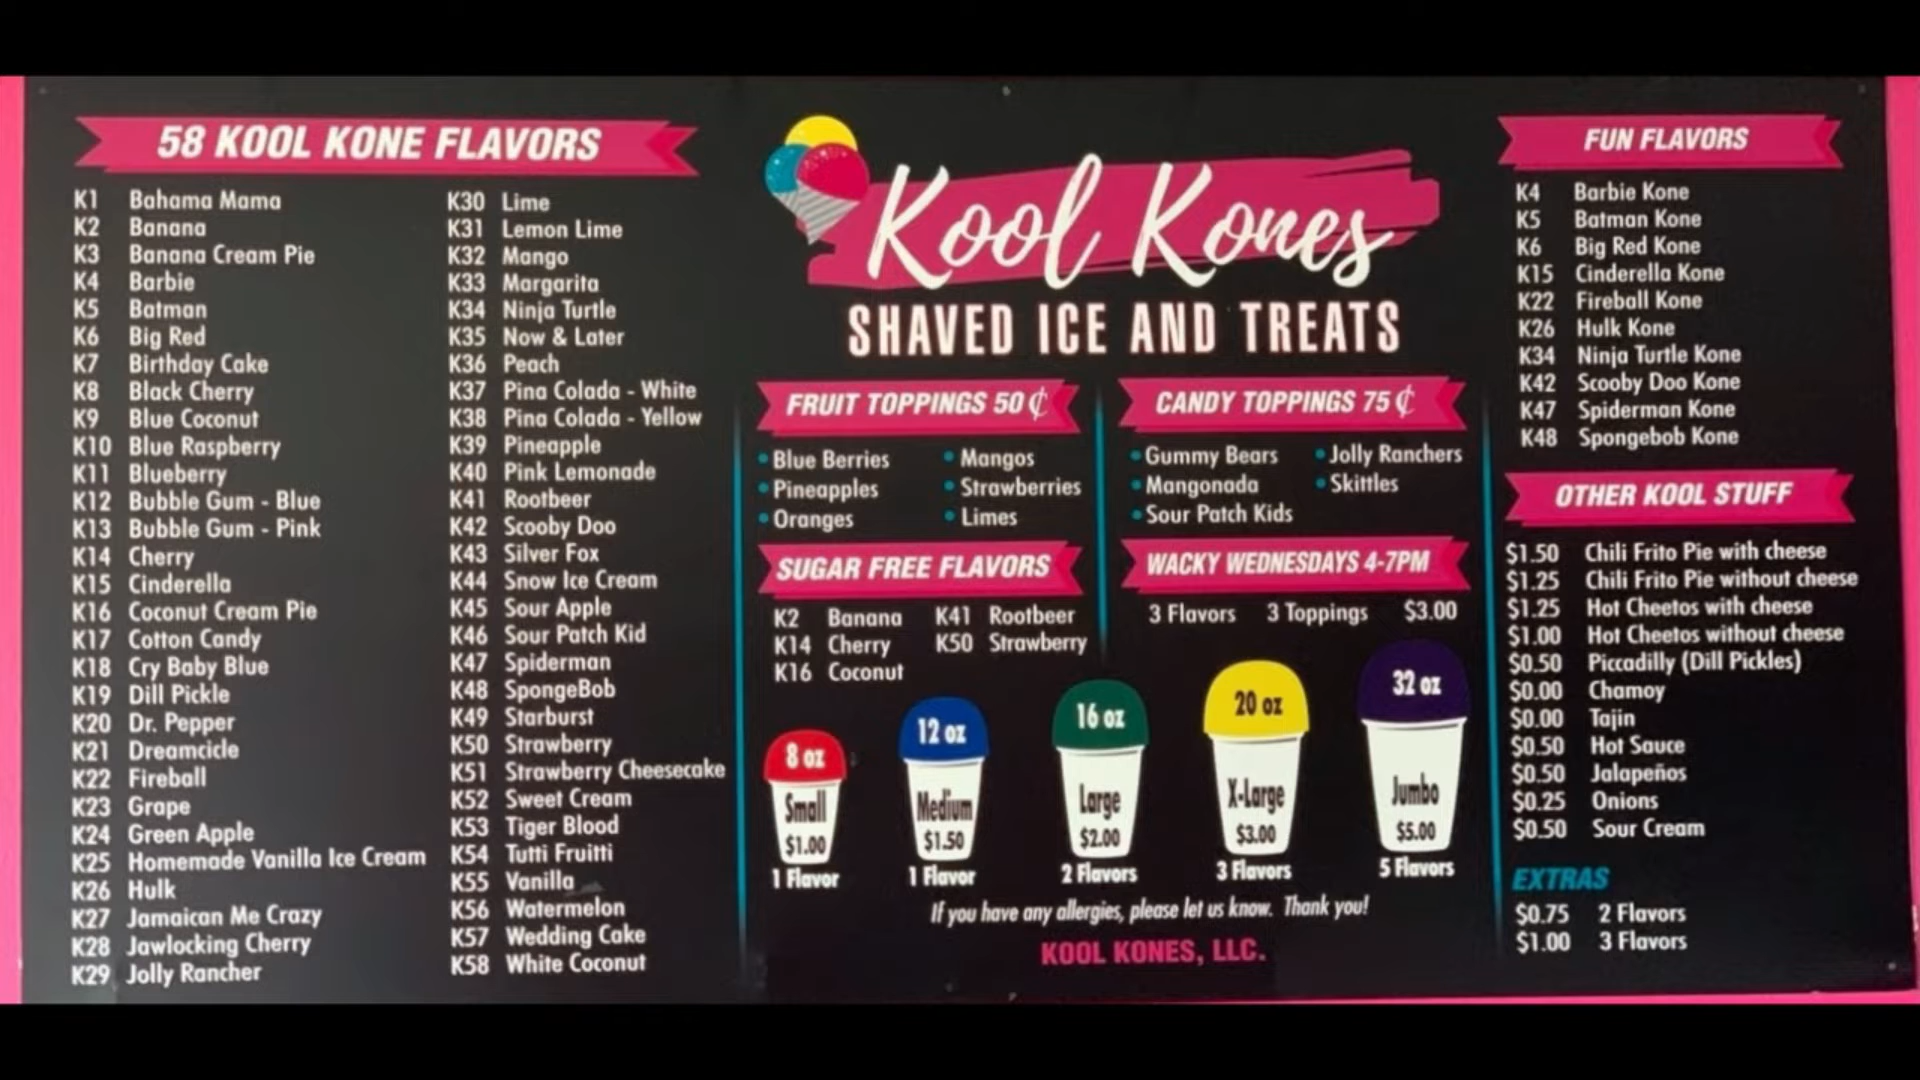 58 KOOL KONE FLAVORS
K1 Bahama Mama
K2 Banana
K3 Banana Cream Pie
K4 Barbie
K5 Batman
K6 Big Red
K7 Birthday Cake
K8 Black Cherry
K9 Blue Coconut
K10 Blue Raspberry
K11 Blueberry
K12 Bubble Gum - Blue
K13 Bubble Gum - Pink
K14 Cherry
K15 Cinderella
K16 Coconut Cream Pie
K17 Cotton Candy
K18 Cry Baby Blue
K19 Dill Pickle
K20 Dr. Pepper
K21 Dreamcicle
K22 Fireball
K23 Grape
K24 Green Apple
K25 Homemade Vanilla Ice Cream
K26 Hulk
K27 Jamaican Me Crazy
K28 Jawlocking Cherry
K29 Jolly Rancher
K30 Lime
K31 Lemon Lime
K32 Mango
K33 Margarita
K34 Ninja Turtle
K35 Now & Later
K36 Peach
K37 Pina Colada - White
K38 Pina Colada - Yellow
K39 Pineapple
K40 Pink Lemonade
K41 Rootbeer
K42 Scooby Doo
K43 Silver Fox
K44 Snow Ice Cream
K45 Sour Apple
K46 Sour Patch Kid
K47 Spiderman
K48 SpongeBob
K49 Starburst
K50 Strawberry
K51 Strawberry Cheesecake
K52 Sweet Cream
K53 Tiger Blood
K54 Tutti Fruitti
K55 Vanilla
K56 Watermelon
K57 Wedding Cake
K58 White Coconut
Kool Kones
SHAVED ICE AND TREATS
FRUIT TOPPINGS 50 ¢
• Blue Berries • Mangos
• Pineapples • Strawberries
• Oranges • Limes
CANDY TOPPINGS 75 ¢
• Gummy Bears • Jolly Ranchers
• Mangonada • Skittles
• Sour Patch Kids
SUGAR FREE FLAVORS
K2 Banana K41 Rootbeer
K14 Cherry K50 Strawberry
K16 Coconut
WACKY WEDNESDAYS 4-7PM
3 Flavors 3 Toppings $3.00
8 oz
Small
$1.00
1 Flavor
12 oz
Medium
$1.50
1 Flavor
16 oz
Large
$2.00
2 Flavors
20 oz
X-Large
$3.00
3 Flavors
32 oz
Jumbo
$5.00
5 Flavors
If you have any allergies, please let us know. Thank you!
KOOL KONES, LLC.
FUN FLAVORS
K4 Barbie Kone
K5 Batman Kone
K6 Big Red Kone
K15 Cinderella Kone
K22 Fireball Kone
K26 Hulk Kone
K34 Ninja Turtle Kone
K42 Scooby Doo Kone
K47 Spiderman Kone
K48 Spongebob Kone
OTHER KOOL STUFF
$1.50 Chili Frito Pie with cheese
$1.25 Chili Frito Pie without cheese
$1.25 Hot Cheetos with cheese
$1.00 Hot Cheetos without cheese
$0.50 Piccadilly (Dill Pickles)
$0.00 Chamoy
$0.00 Tajin
$0.50 Hot Sauce
$0.50 Jalapeños
$0.25 Onions
$0.50 Sour Cream
EXTRAS
$0.75 2 Flavors
$1.00 3 Flavors